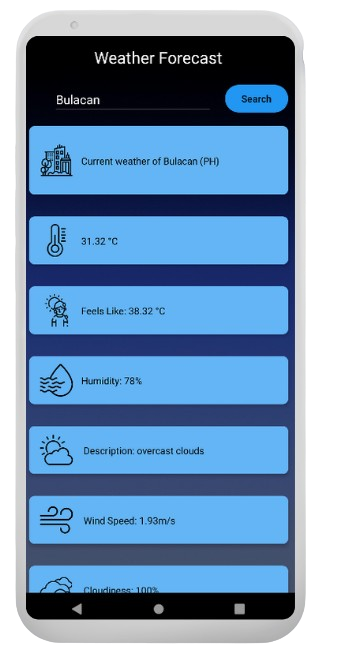 Weather Forecast
Bulacan
Search
Current weather of Bulacan (PH)
31.32 °C
Feels Like: 38.32 °C
Humidity: 78%
Description: overcast clouds
Wind Speed: 1.93m/s
Cloudiness: 100%